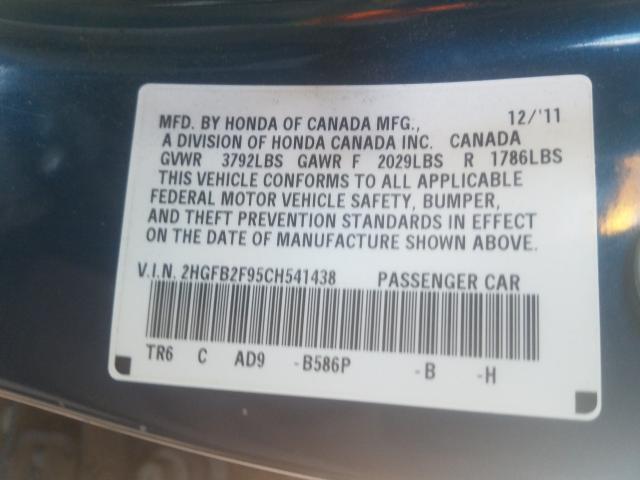 MFD. BY HONDA OF CANADA MFG., 12/'11
A DIVISION OF HONDA CANADA INC. CANADA
GVWR 3792LBS GAWR F 2029LBS R 1786LBS
THIS VEHICLE CONFORMS TO ALL APPLICABLE
FEDERAL MOTOR VEHICLE SAFETY, BUMPER,
AND THEFT PREVENTION STANDARDS IN EFFECT
ON THE DATE OF MANUFACTURE SHOWN ABOVE.
V.I.N. 2HGFB2F95CH541438 PASSENGER CAR
TR6 C AD9 -B586P -B -H